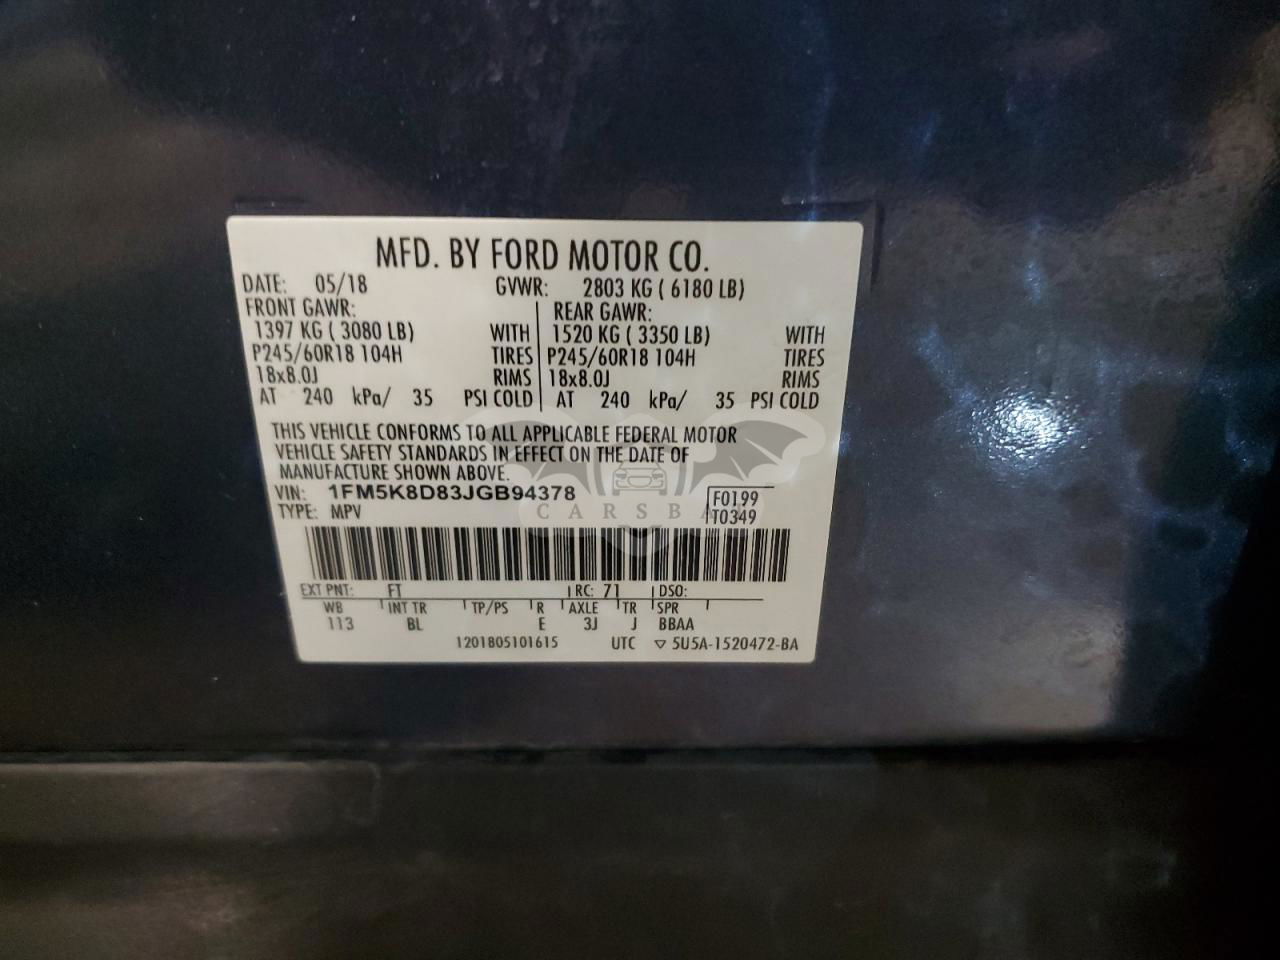 MFD. BY FORD MOTOR CO.
DATE: 05/18 GVWR: 2803 KG ( 6180 LB)
FRONT GAWR: REAR GAWR:
1397 KG ( 3080 LB) WITH 1520 KG ( 3350 LB) WITH
P245/60R18 104H TIRES P245/60R18 104H TIRES
18x8.0J RIMS 18x8.0J RIMS
AT 240 kPa/ 35 PSI COLD AT 240 kPa/ 35 PSI COLD
THIS VEHICLE CONFORMS TO ALL APPLICABLE FEDERAL MOTOR
VEHICLE SAFETY STANDARDS IN EFFECT ON THE DATE OF
MANUFACTURE SHOWN ABOVE.
VIN: 1FM5K8D83JGB94378 F0199
TYPE: MPV T0349
CARSBAT
EXT PNT: FT RC: 71 DSO:
WB INT TR TP/PS R AXLE TR SPR
113 BL E 3J J BBAA
1201805101615 UTC ▽ 5U5A-1520472-BA